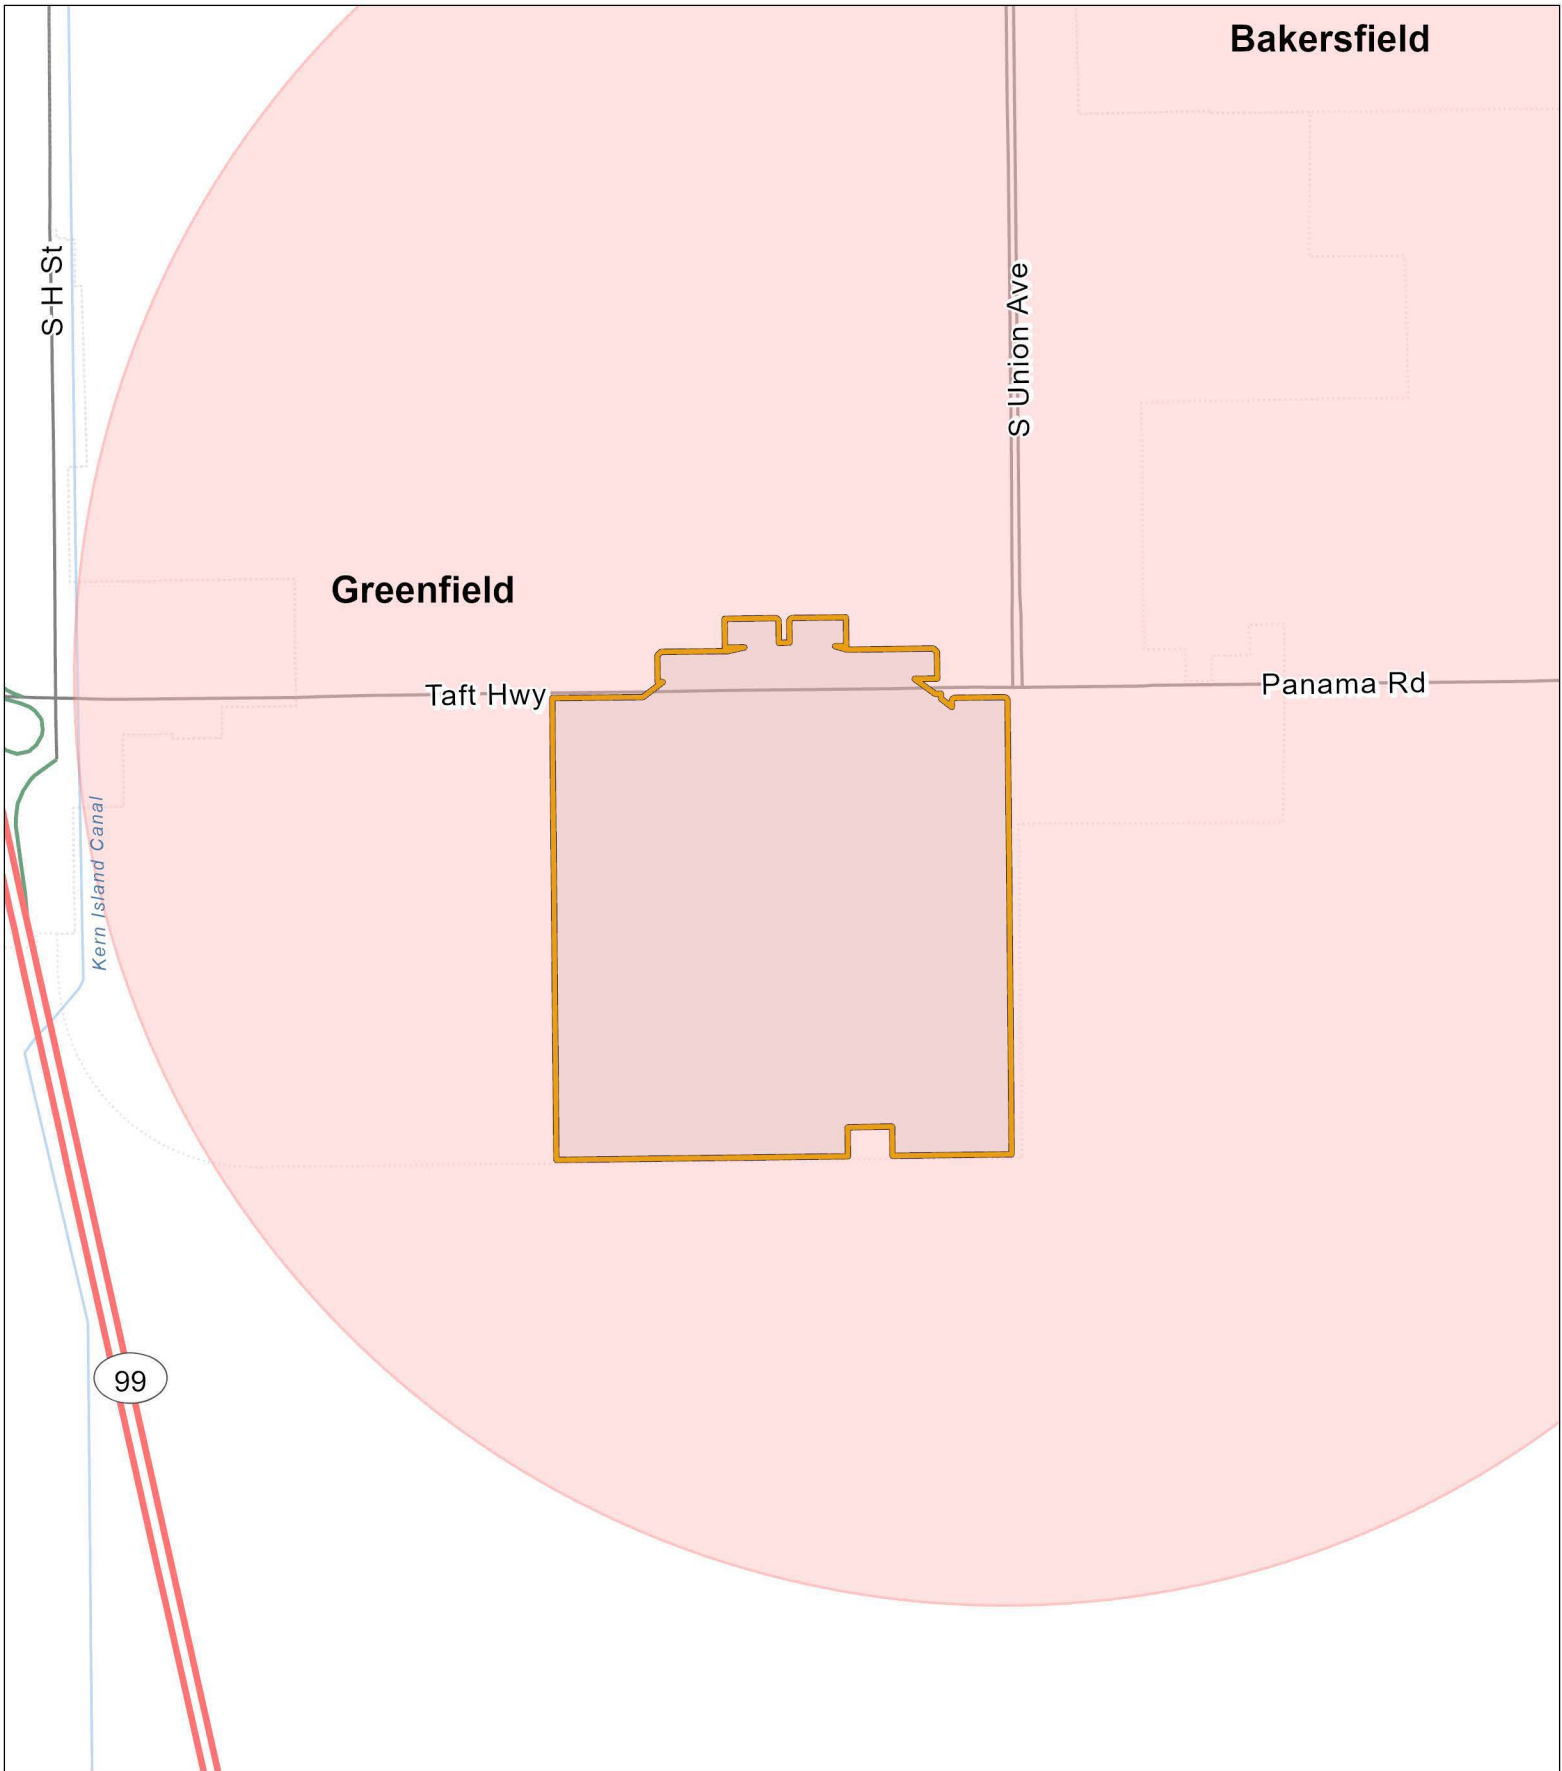 Bakersfield
S H St
S Union Ave
Greenfield
Taft Hwy
Panama Rd
Kern Island Canal
99